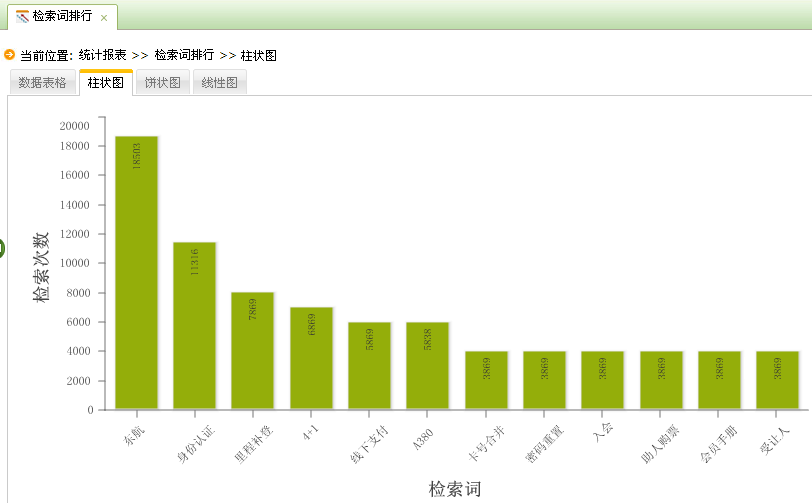 检索词排行 ×
当前位置：统计报表 >> 检索词排行 >> 柱状图
数据表格 柱状图 饼状图 线性图
20000
18000
16000
14000
12000
10000
8000
6000
4000
2000
0
检索次数
18503
11316
7869
6869
5869
5838
3869
3869
3869
3869
3869
3869
东航
身份认证
里程补登
4+1
线下支付
A380
卡号合并
密码重置
入会
助人购票
会员手册
受让人
检索词